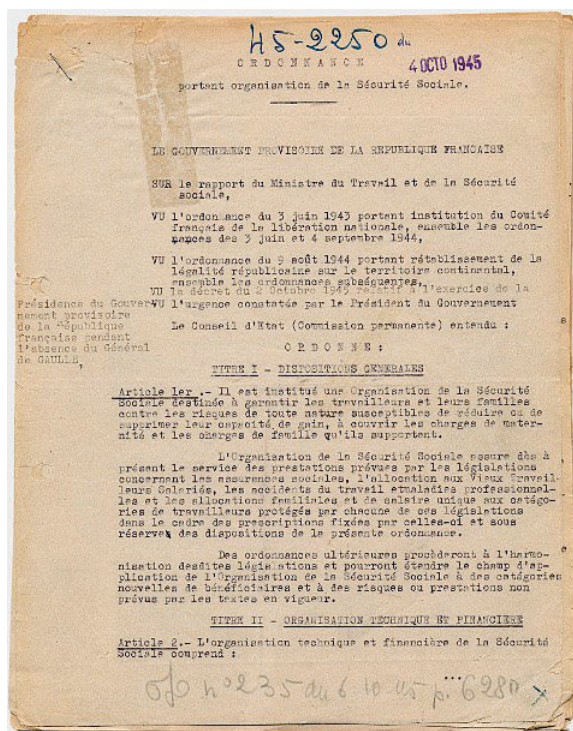 45-2250 du
ORDONNANCE
4 OCTO 1945
portant organisation de la Sécurité Sociale.
LE GOUVERNEMENT PROVISOIRE DE LA REPUBLIQUE FRANCAISE
SUR le rapport du Ministre du Travail et de la Sécurité
sociale,
VU l'ordonnance du 3 juin 1943 portant institution du Comité
français de la libération nationale, ensemble les ordon-
nances des 3 juin et 4 septembre 1944,
VU l'ordonnance du 9 août 1944 portant rétablissement de la
légalité républicaine sur le territoire continental,
ensemble les ordonnances subséquentes,
VU le décret du 2 Octobre 1945 relatif à l'exercice de la
Présidence du Gouver-
nement provisoire
de la République
française pendant
l'absence du Général
de GAULLE,
VU l'urgence constatée par le Président du Gouvernement
Le Conseil d'Etat (Commission permanente) entendu :
ORDONNE :
TITRE I - DISPOSITIONS GENERALES
Article 1er.- Il est institué une Organisation de la Sécurité
Sociale destinée à garantir les travailleurs et leurs familles
contre les risques de toute nature susceptibles de réduire ou de
supprimer leur capacité de gain, à couvrir les charges de mater-
nité et les charges de famille qu'ils supportent.
L'Organisation de la Sécurité Sociale assure dès à
présent le service des prestations prévues par les législations
concernant les assurances sociales, l'allocation aux Vieux Travail-
leurs Salariés, les accidents du travail et maladies professionnel-
les et les allocations familiales et de salaire unique aux catégo-
ries de travailleurs protégés par chacune de ces législations
dans le cadre des prescriptions fixées par celles-ci et sous
réserve des dispositions de la présente ordonnance.
Des ordonnances ultérieures procèderont à l'harmo-
nisation desdites législations et pourront étendre le champ d'ap-
plication de l'Organisation de la Sécurité Sociale à des catégories
nouvelles de bénéficiaires et à des risques ou prestations non
prévus par les textes en vigueur.
TITRE II - ORGANISATION TECHNIQUE ET FINANCIERE
Article 2.- L'organisation technique et financière de la Sécurité
Sociale comprend :
...
n° 235 du 6 10 45 p. 6280